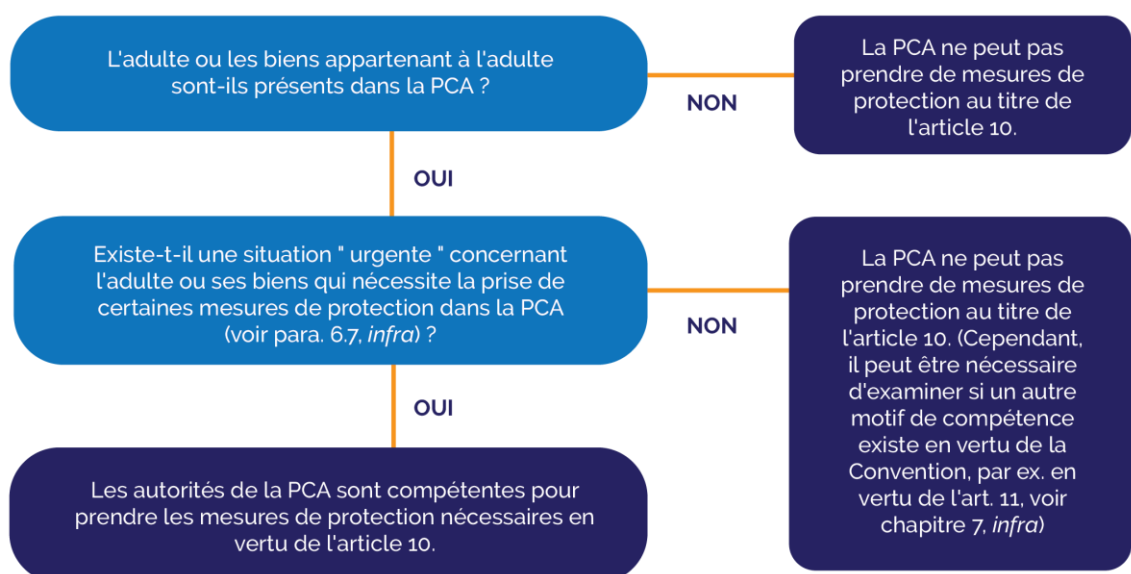 L'adulte ou les biens appartenant à l'adulte
sont-ils présents dans la PCA ?
NON
La PCA ne peut pas
prendre de mesures de
protection au titre de
l'article 10.
OUI
Existe-t-il une situation " urgente " concernant
l'adulte ou ses biens qui nécessite la prise de
certaines mesures de protection dans la PCA
(voir para. 6.7, infra) ?
NON
La PCA ne peut pas
prendre de mesures de
protection au titre de
l'article 10. (Cependant,
il peut être nécessaire
d'examiner si un autre
motif de compétence
existe en vertu de la
Convention, par ex. en
vertu de l'art. 11, voir
chapitre 7, infra)
OUI
Les autorités de la PCA sont compétentes pour
prendre les mesures de protection nécessaires en
vertu de l'article 10.